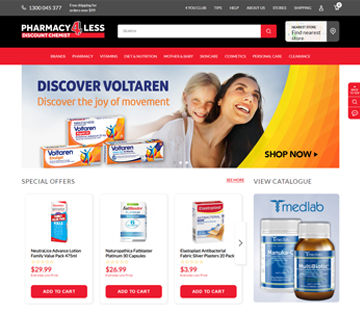 1300 045 377
Free shipping for
orders over $99
4 YOU CLUB
TIPS
HELP
ABOUT US
STORES
SHIPPING
PHARMACY 4 LESS
DISCOUNT CHEMIST
Search
NEAREST STORE
Find nearest
store
BRANDS
PHARMACY
VITAMINS
DIET & NUTRITION
MOTHER & BABY
SKINCARE
COSMETICS
PERSONAL CARE
CLEARANCE
DISCOVER VOLTAREN
Discover the joy of movement
Voltaren
Voltaren
Voltaren
Emulgel
SHOP NOW
SPECIAL OFFERS
SEE MORE
VIEW CATALOGUE
NeutraLice Advance Lotion
Family Value Pack 475ml
$29.99
ADD TO CART
Naturopathica Fatblaster
Platinum 30 Capsules
$26.99
ADD TO CART
Elastoplast
Elastoplast Antibacterial
Fabric Silver Plasters 20 Pack
$3.99
ADD TO CART
medlab
Manuka-C
MultiBiotic